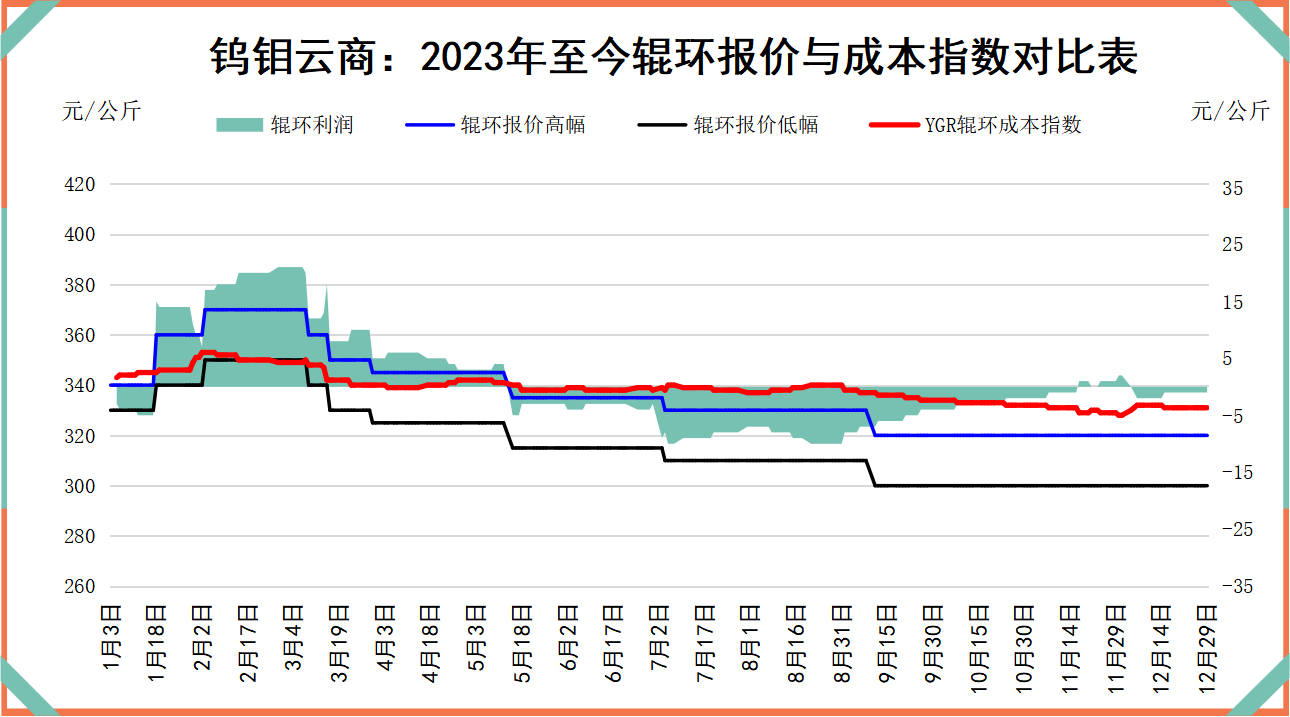 钨钼云商：2023年至今辊环报价与成本指数对比表
元/公斤
元/公斤
辊环利润
辊环报价高幅
辊环报价低幅
YGR辊环成本指数
420
400
380
360
340
320
300
280
260
35
25
15
5
-5
-15
-25
-35
1月3日
1月18日
2月2日
2月17日
3月4日
3月19日
4月3日
4月18日
5月3日
5月18日
6月2日
6月17日
7月2日
7月17日
8月1日
8月16日
8月31日
9月15日
9月30日
10月15日
10月30日
11月14日
11月29日
12月14日
12月29日